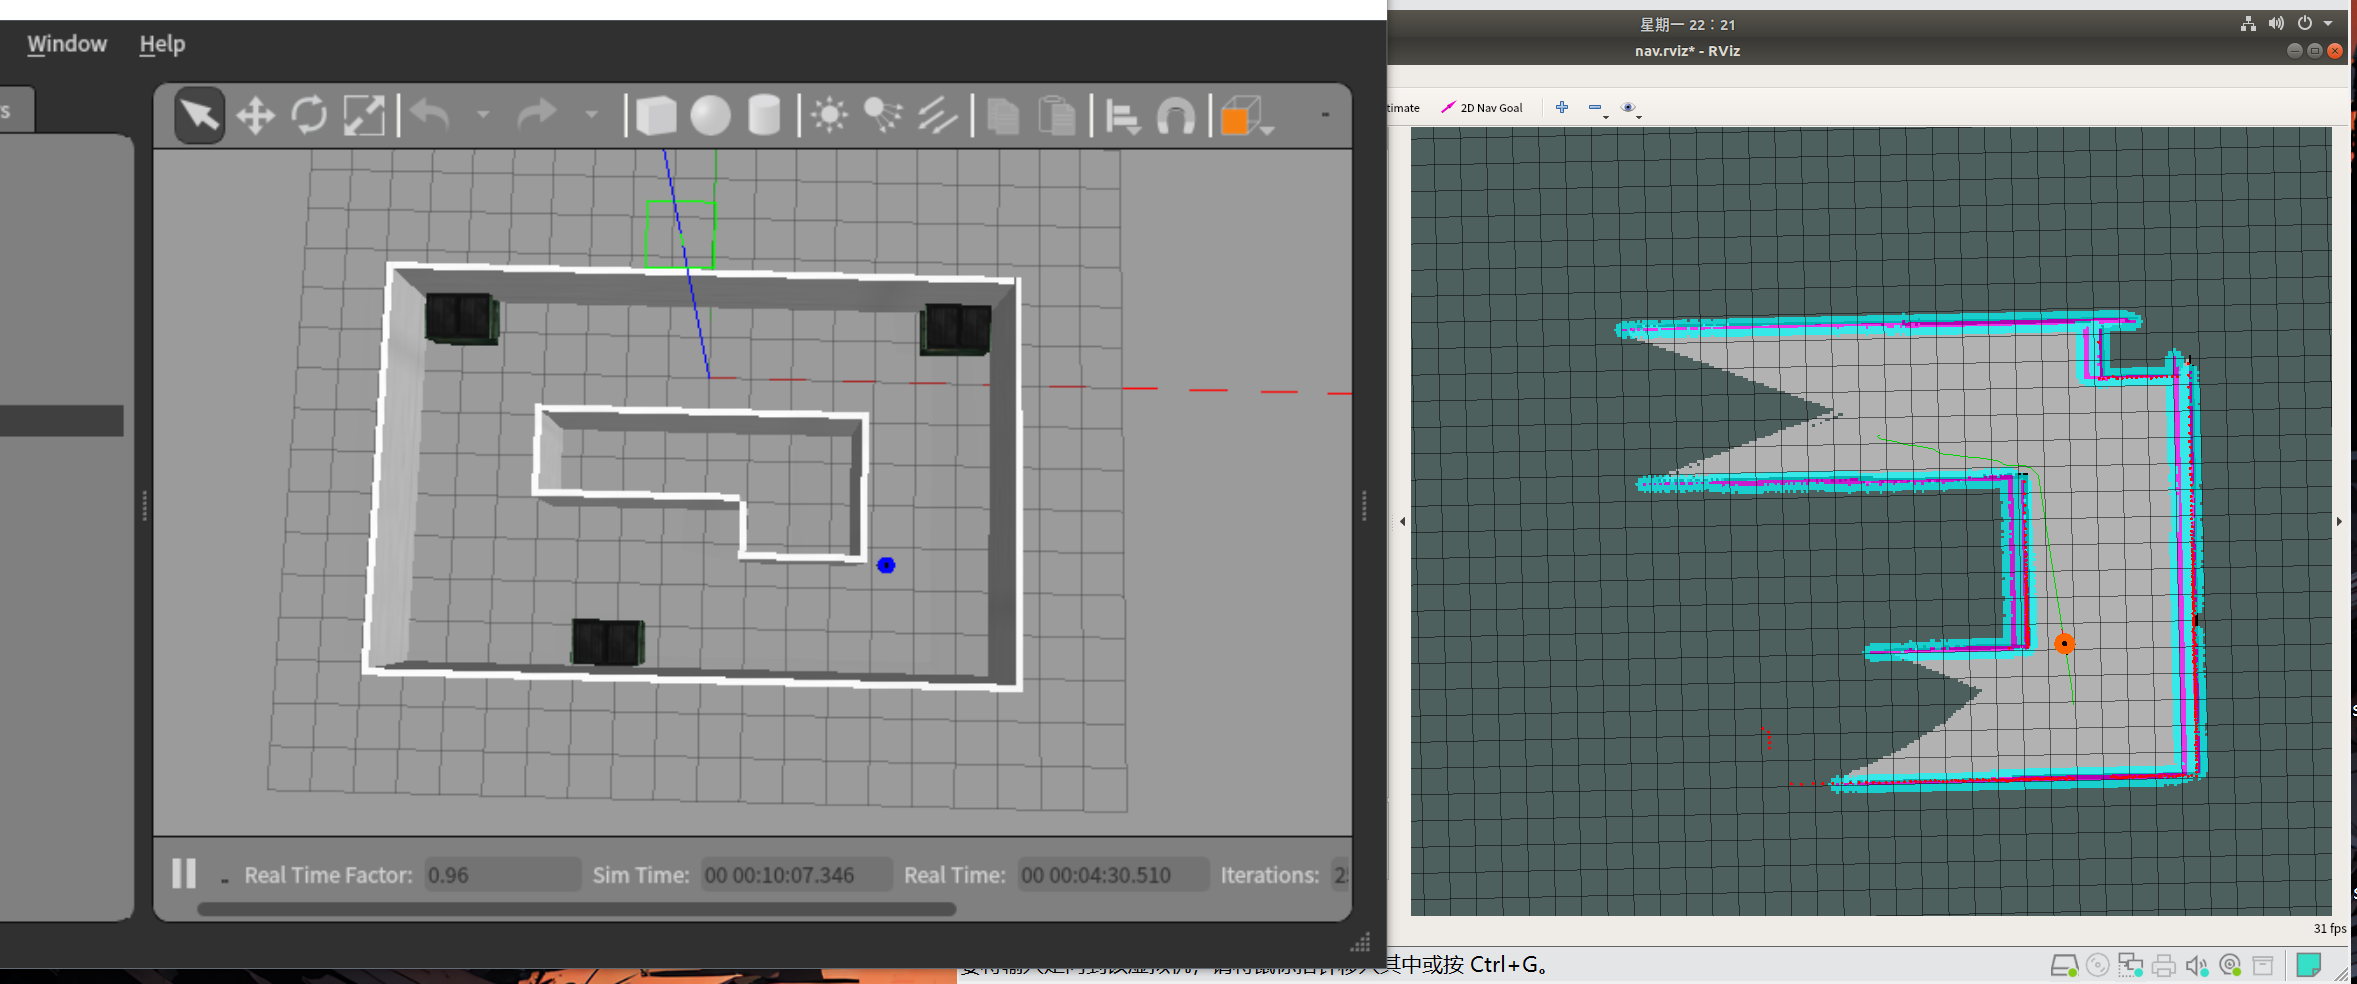 Window Help
s
Real Time Factor: 0.96 Sim Time: 00 00:10:07.346 Real Time: 00 00:04:30.510 Iterations: 2
星期一 22：21
nav.rviz* - RViz
timate 2D Nav Goal
31 fps
其中或按 Ctrl+G。